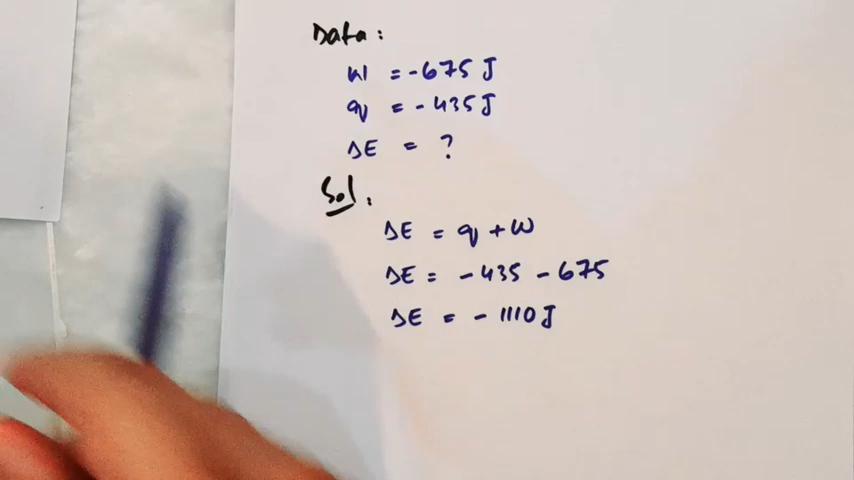 Data:
W = -675 J
q = -435 J
ΔE = ?
Sol.
ΔE = q + W
ΔE = -435 - 675
ΔE = -1110 J